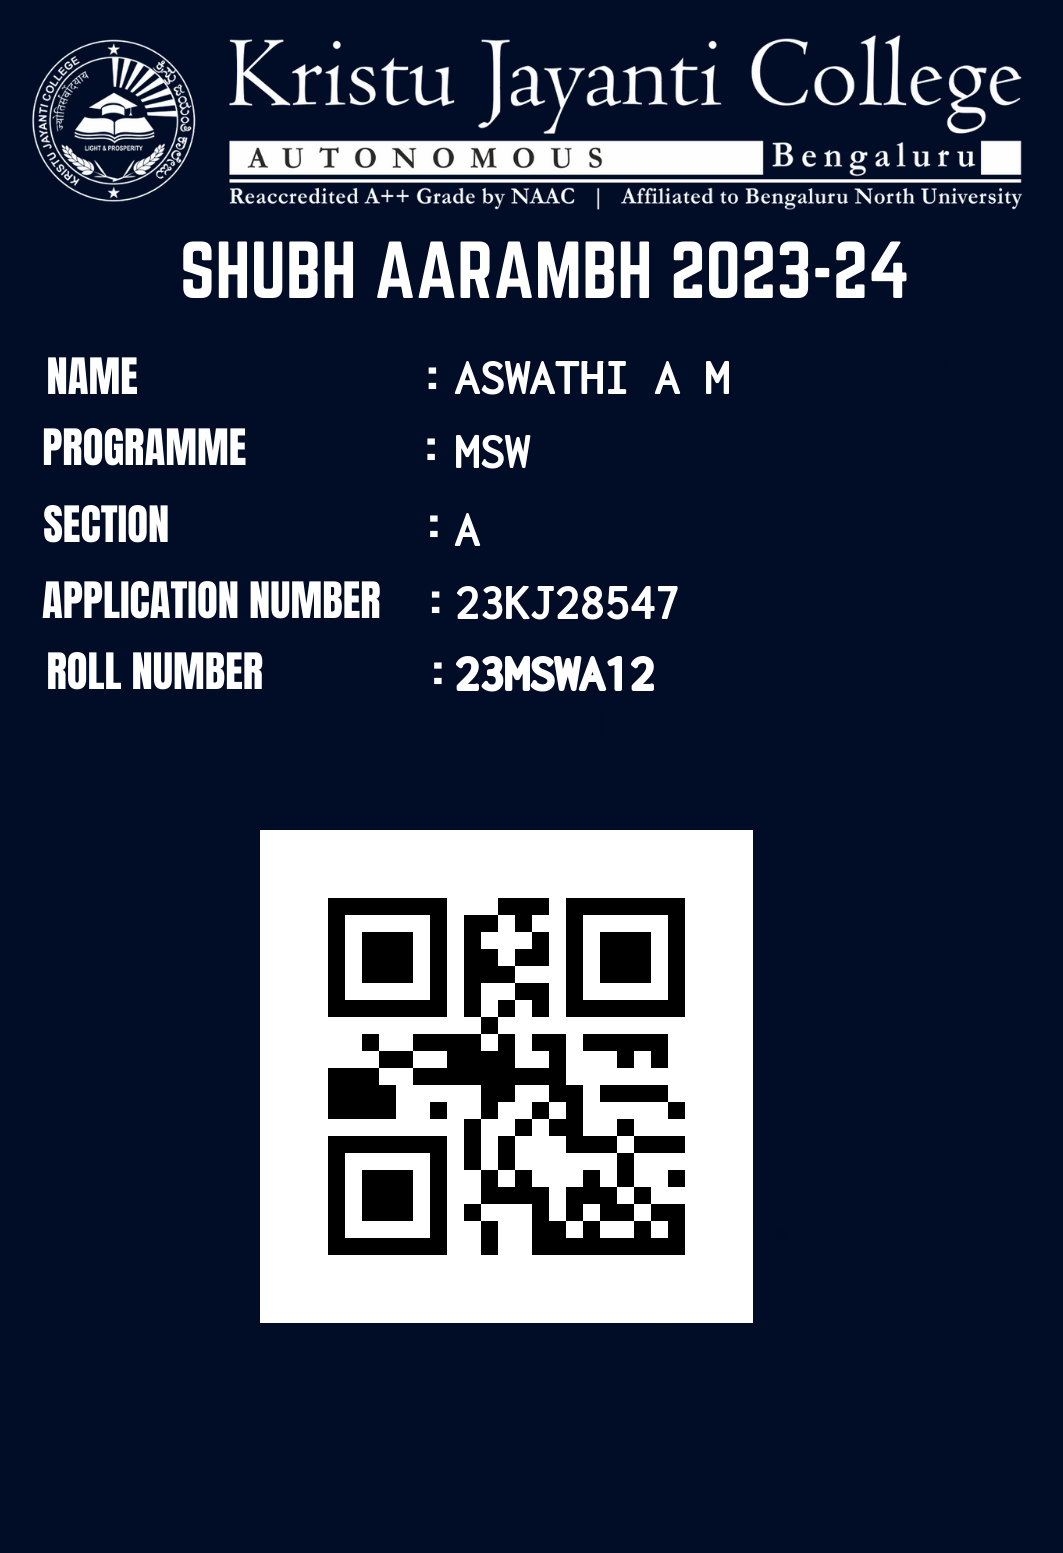 Kristu Jayanti College
AUTONOMOUS Bengaluru
Reaccredited A++ Grade by NAAC | Affiliated to Bengaluru North University
KRISTU JAYANTI COLLEGE
ज्योतिर्संवर्दियाय
LIGHT & PROSPERITY
SHUBH AARAMBH 2023-24
NAME : ASWATHI A M
PROGRAMME : MSW
SECTION : A
APPLICATION NUMBER : 23KJ28547
ROLL NUMBER : 23MSWA12